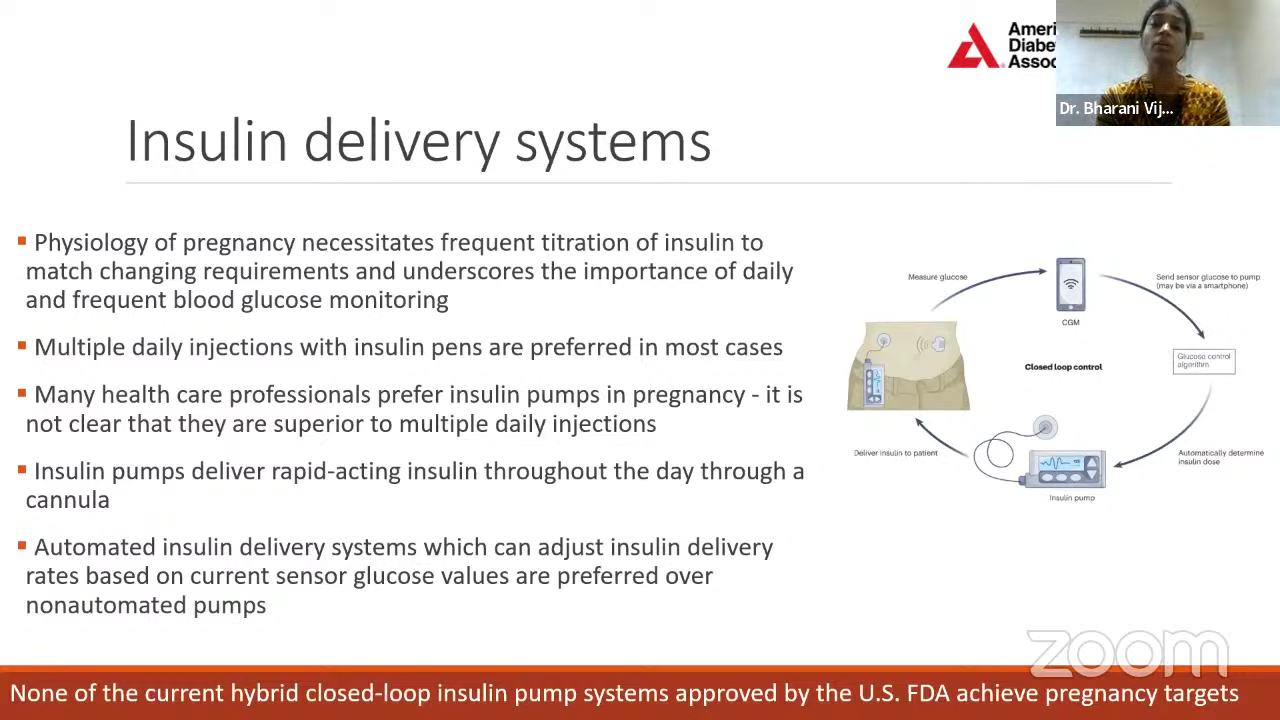 Ameri
Diabe
Asso
Dr. Bharani Vij...
Insulin delivery systems
Physiology of pregnancy necessitates frequent titration of insulin to
match changing requirements and underscores the importance of daily
and frequent blood glucose monitoring
Multiple daily injections with insulin pens are preferred in most cases
Many health care professionals prefer insulin pumps in pregnancy - it is
not clear that they are superior to multiple daily injections
Insulin pumps deliver rapid-acting insulin throughout the day through a
cannula
Automated insulin delivery systems which can adjust insulin delivery
rates based on current sensor glucose values are preferred over
nonautomated pumps
Measure glucose
Send sensor glucose to pump
(may be via a smartphone)
CGM
Closed loop control
Glucose control
algorithm
Deliver insulin to patient
Automatically determine
insulin dose
Insulin pump
zoom
None of the current hybrid closed-loop insulin pump systems approved by the U.S. FDA achieve pregnancy targets